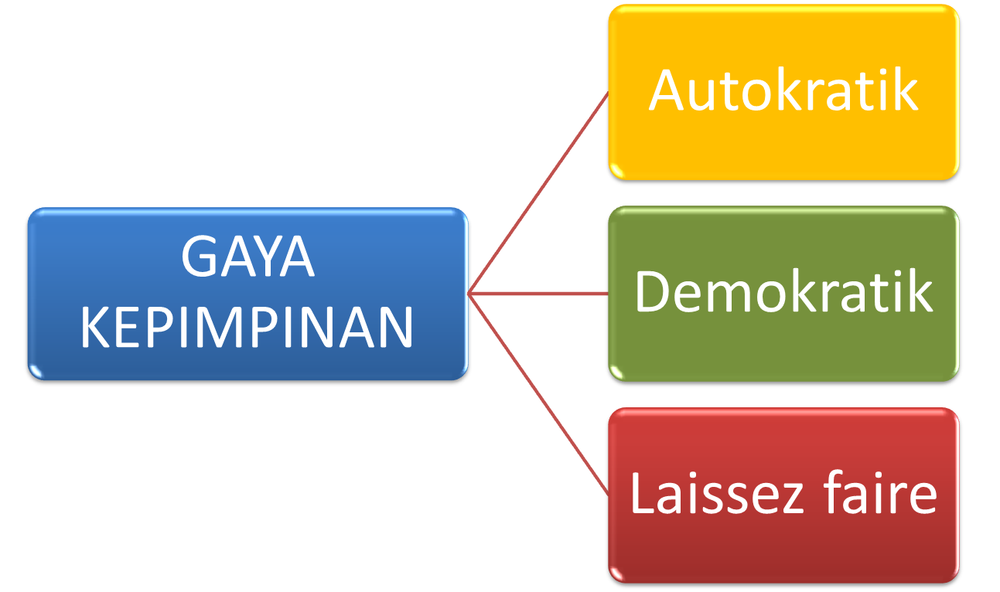 GAYA
KEPIMPINAN
Autokratik
Demokratik
Laissez faire